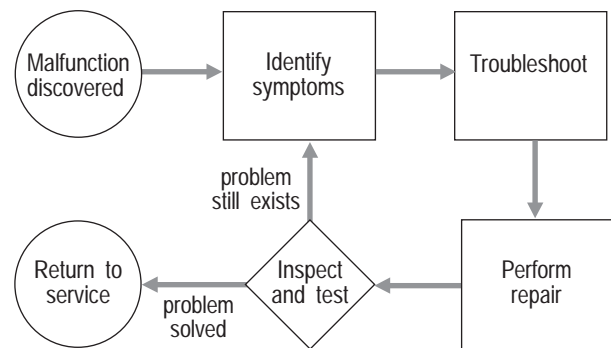 Malfunction
discovered
Identify
symptoms
Troubleshoot
problem
still exists
Return to
service
problem
solved
Inspect
and test
Perform
repair